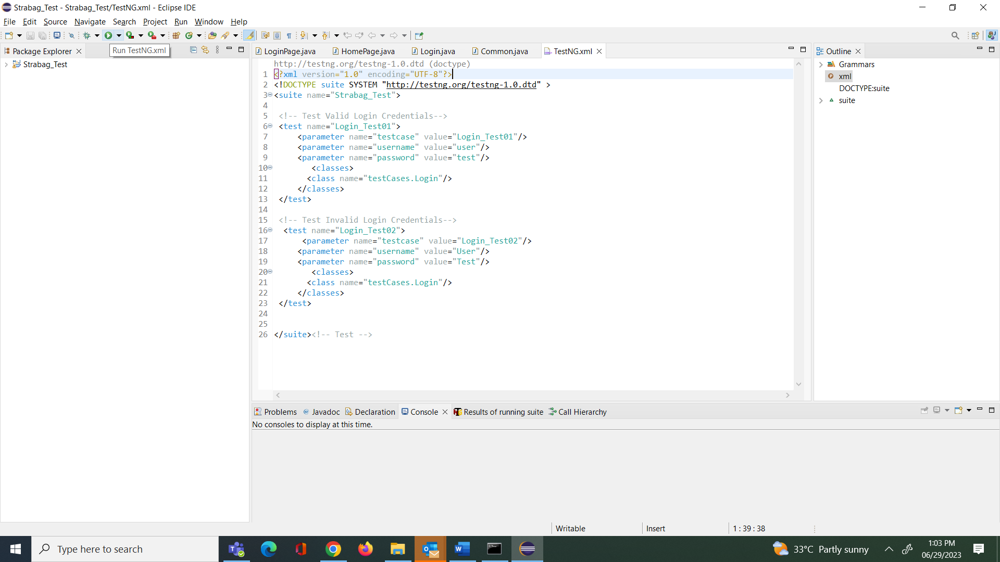 Strabag_Test - Strabag_Test/TestNG.xml - Eclipse IDE
File Edit Source Navigate Search Project Run Window Help
Package Explorer
Run TestNG.xml
LoginPage.java HomePage.java Login.java Common.java TestNG.xml
Outline
Strabag_Test
Grammars
xml
DOCTYPE:suite
suite
http://testng.org/testng-1.0.dtd (doctype)
1 <?xml version="1.0" encoding="UTF-8"?>
2 <!DOCTYPE suite SYSTEM "http://testng.org/testng-1.0.dtd" >
3 <suite name="Strabag_Test">
4
5 <!-- Test Valid Login Credentials-->
6 <test name="Login_Test01">
7 <parameter name="testcase" value="Login_Test01"/>
8 <parameter name="username" value="user"/>
9 <parameter name="password" value="test"/>
10 <classes>
11 <class name="testCases.Login"/>
12 </classes>
13 </test>
14
15 <!-- Test Invalid Login Credentials-->
16 <test name="Login_Test02">
17 <parameter name="testcase" value="Login_Test02"/>
18 <parameter name="username" value="User"/>
19 <parameter name="password" value="Test"/>
20 <classes>
21 <class name="testCases.Login"/>
22 </classes>
23 </test>
24
25
26 </suite><!-- Test -->
Problems @ Javadoc Declaration Console Results of running suite Call Hierarchy
No consoles to display at this time.
Writable Insert 1 : 39 : 38
Type here to search
33°C Partly sunny
1:03 PM
06/29/2023